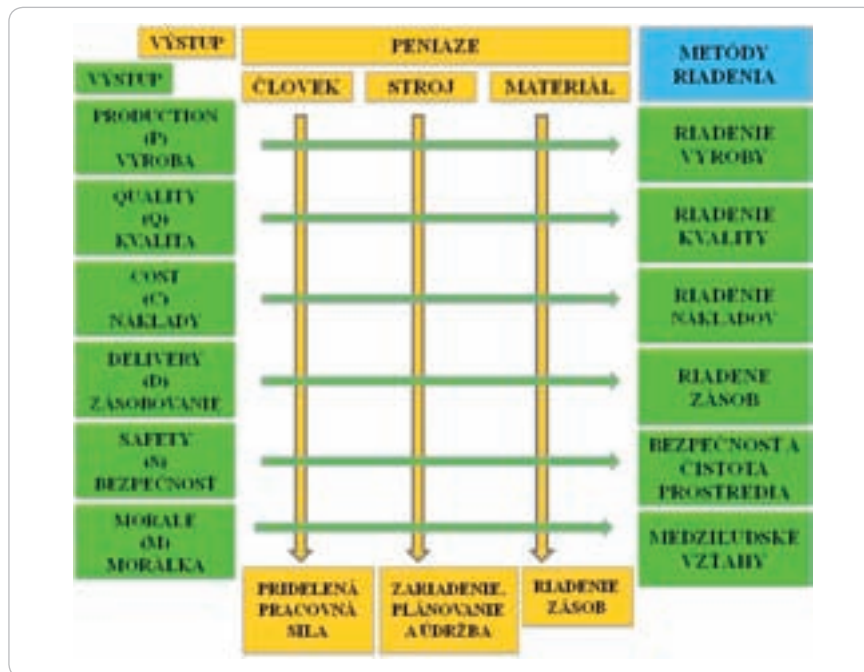 VÝSTUP
PENIAZE
METÓDY
RIADENIA
VÝSTUP
ČLOVEK
STROJ
MATERIÁL
PRODUCTION
(P)
VÝROBA
RIADENIE
VÝROBY
QUALITY
(Q)
KVALITA
RIADENIE
KVALITY
COST
(C)
NÁKLADY
RIADENIE
NÁKLADOV
DELIVERY
(D)
ZÁSOBOVANIE
RIADENE
ZÁSOB
SAFETY
(S)
BEZPEČNOSŤ
BEZPEČNOSŤ A
ČISTOTA
PROSTREDIA
MORALE
(M)
MORÁLKA
MEDZIĽUDSKÉ
VZŤAHY
PRIDELENÁ
PRACOVNÁ
SILA
ZARIADENIE,
PLÁNOVANIE
A ÚDRŽBA
RIADENIE
ZÁSOB